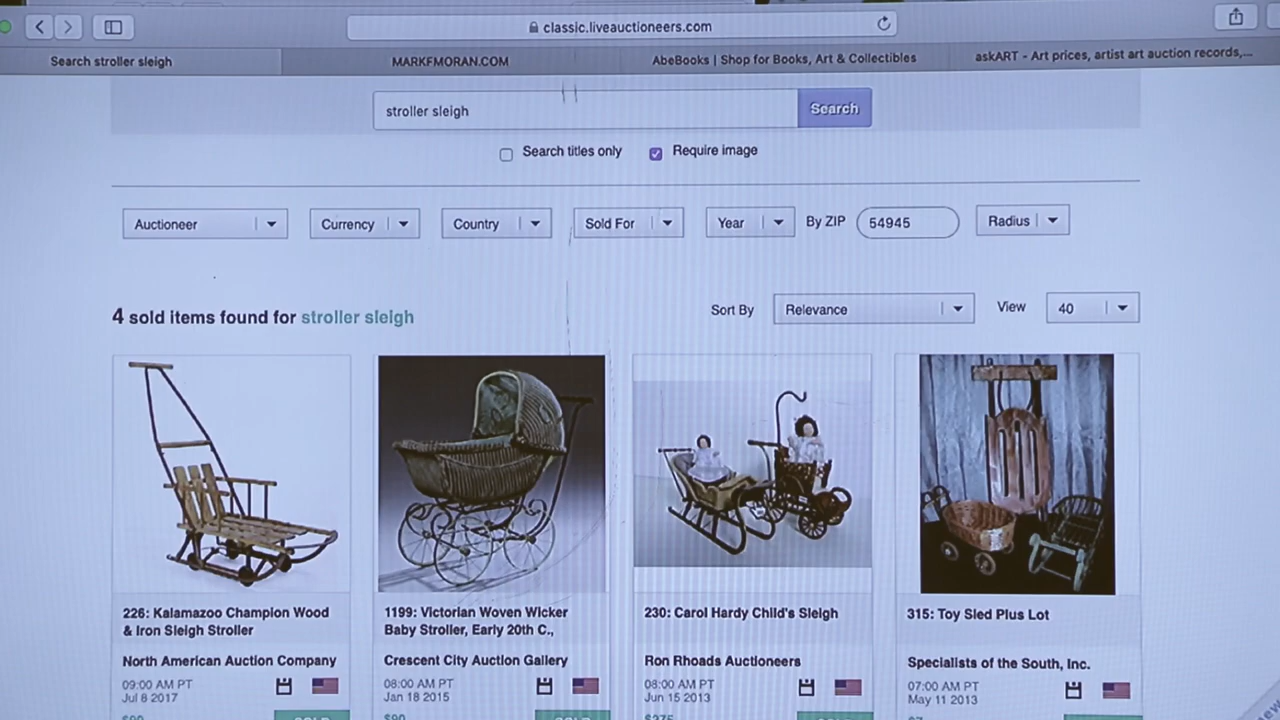 classic.liveauctioneers.com
Search stroller sleigh
MARKFMORAN.COM
AbeBooks | Shop for Books, Art & Collectibles
askART - Art prices, artist art auction records,...
stroller sleigh
Search
Search titles only
Require image
Auctioneer
Currency
Country
Sold For
Year
By ZIP
54945
Radius
4 sold items found for stroller sleigh
Sort By
Relevance
View
40
226: Kalamazoo Champion Wood
& Iron Sleigh Stroller
North American Auction Company
09:00 AM PT
Jul 8 2017
1199: Victorian Woven Wicker
Baby Stroller, Early 20th C.,
Crescent City Auction Gallery
08:00 AM PT
Jan 18 2015
230: Carol Hardy Child's Sleigh
Ron Rhoads Auctioneers
08:00 AM PT
Jun 15 2013
315: Toy Sled Plus Lot
Specialists of the South, Inc.
07:00 AM PT
May 11 2013